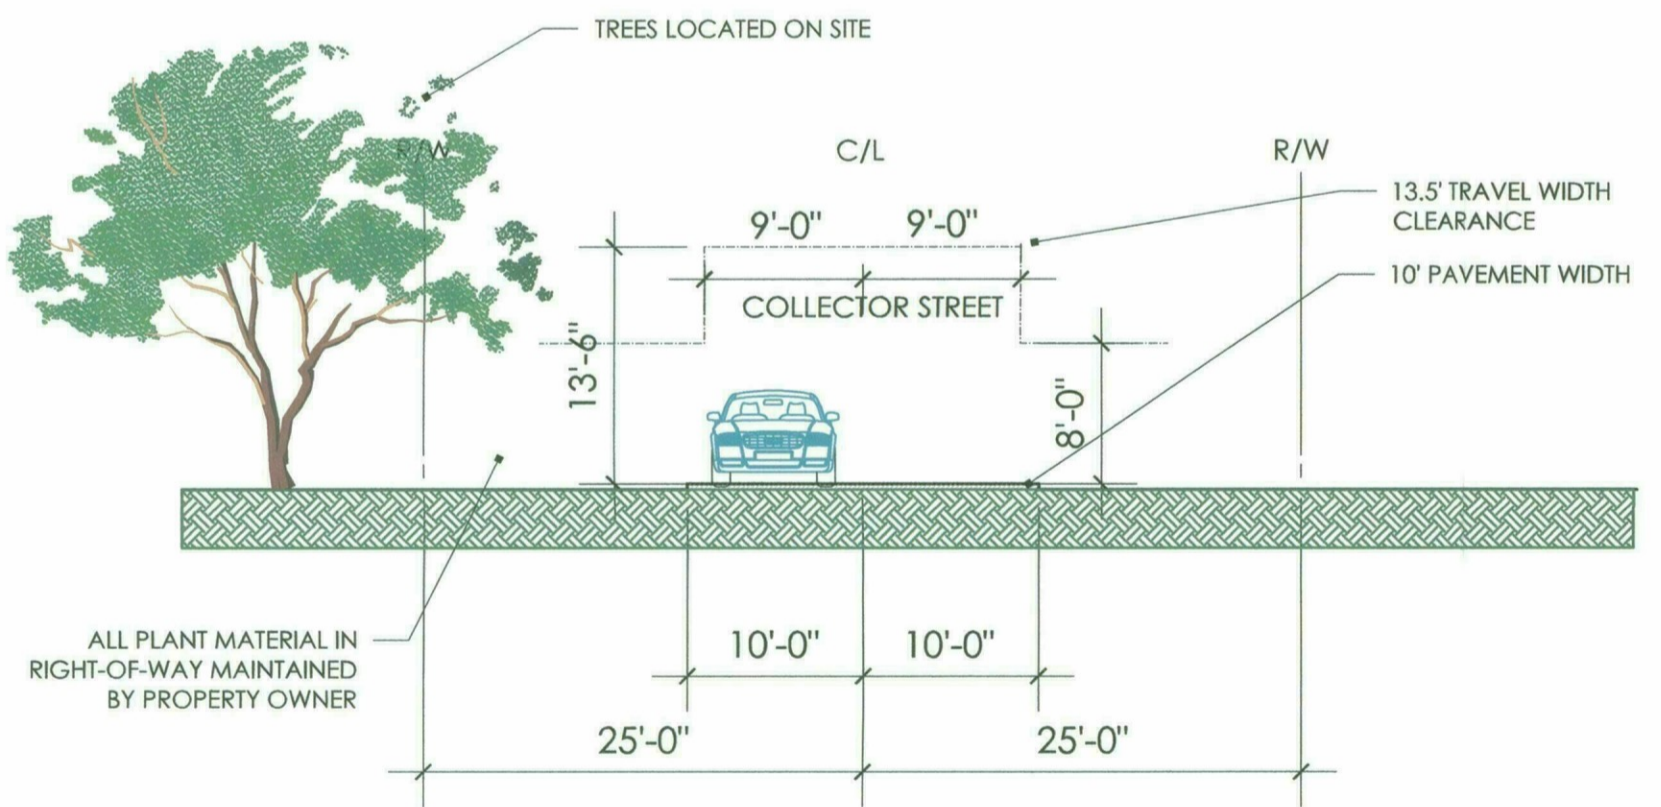 TREES LOCATED ON SITE
R/W
C/L
R/W
13.5' TRAVEL WIDTH
CLEARANCE
9'-0"
9'-0"
10' PAVEMENT WIDTH
COLLECTOR STREET
13'-6"
8'-0"
ALL PLANT MATERIAL IN
RIGHT-OF-WAY MAINTAINED
BY PROPERTY OWNER
10'-0"
10'-0"
25'-0"
25'-0"